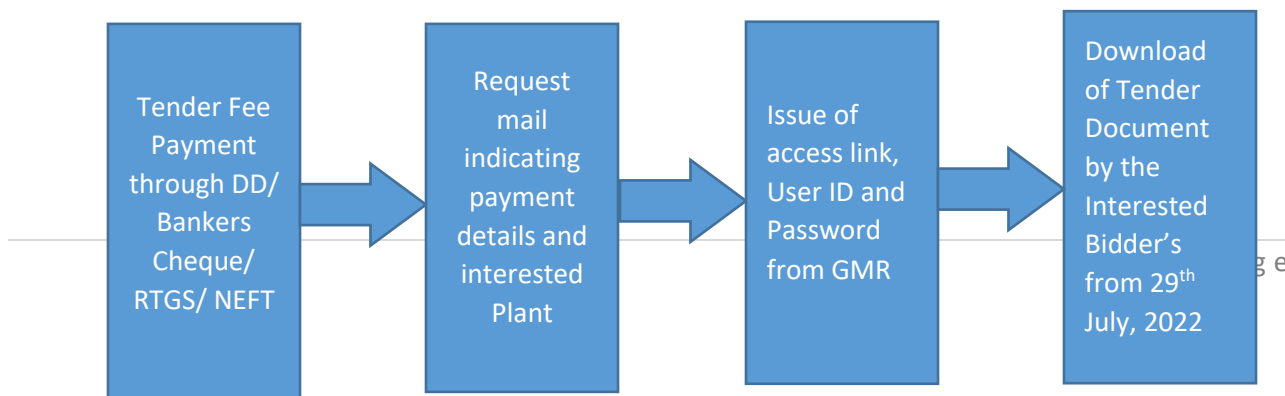 Tender Fee
Payment
through DD/
Bankers
Cheque/
RTGS/ NEFT
Request
mail
indicating
payment
details and
interested
Plant
Issue of
access link,
User ID and
Password
from GMR
Download
of Tender
Document
by the
Interested
Bidder’s
from 29th
July, 2022